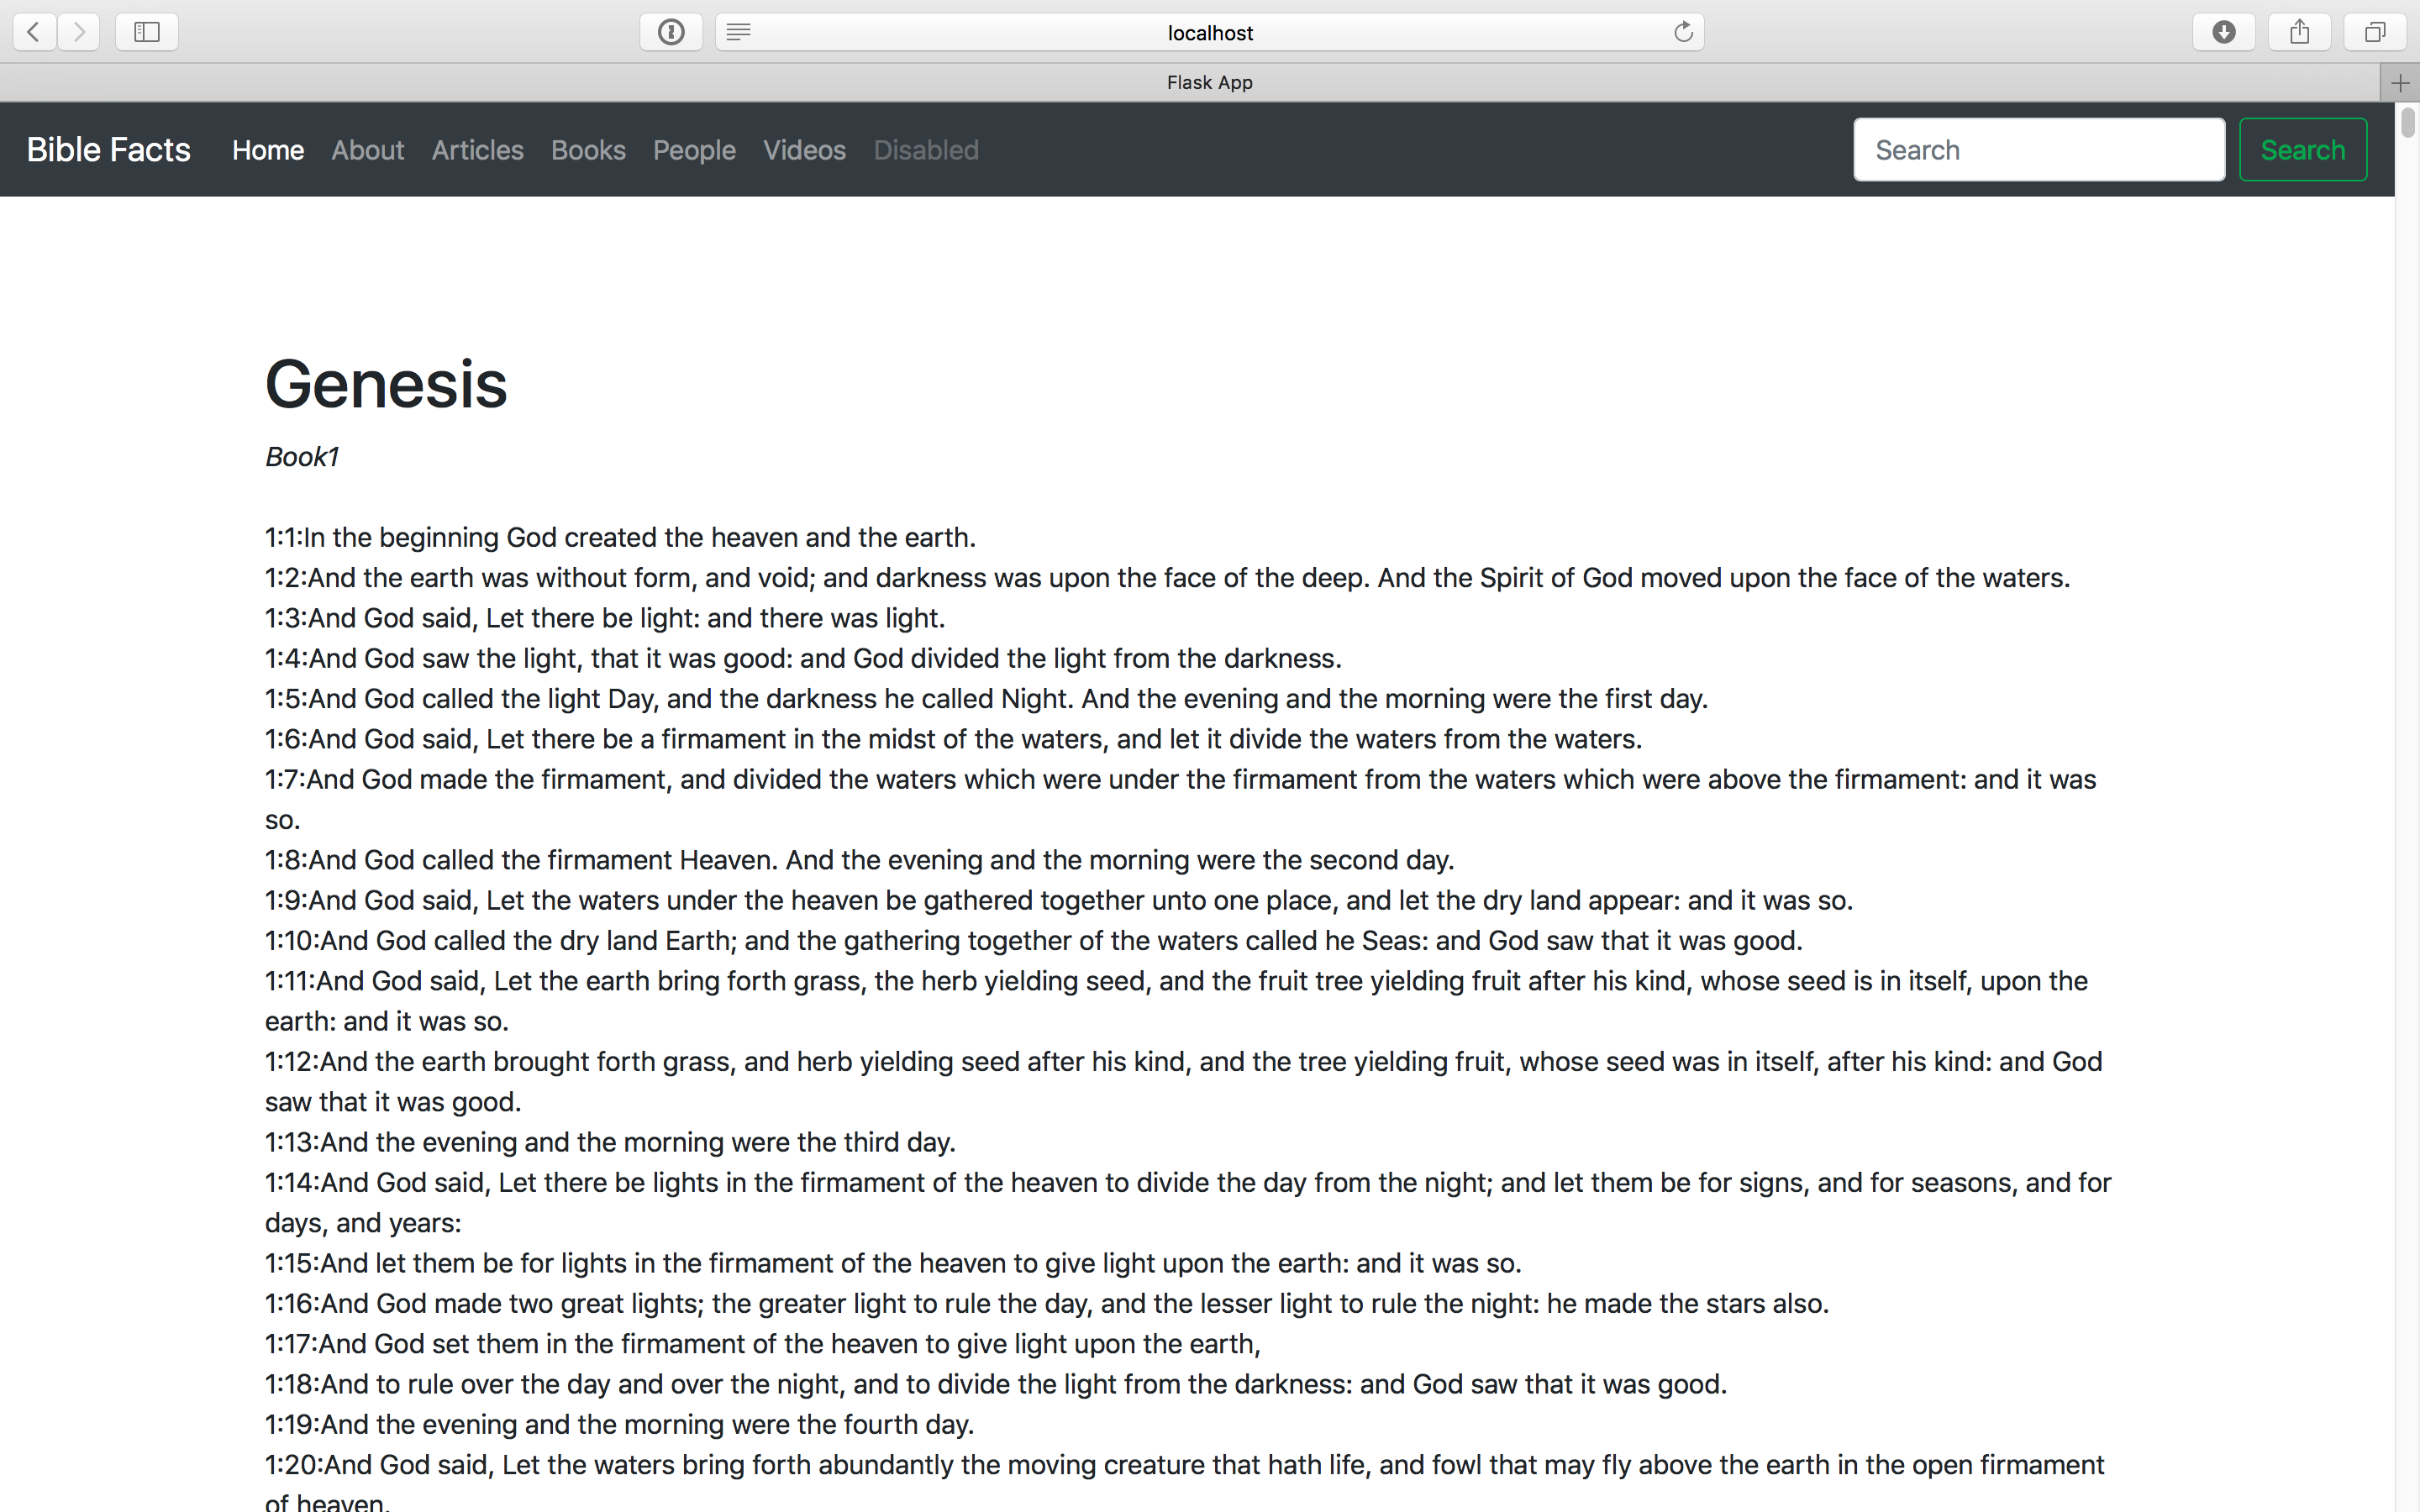 localhost
Flask App
Bible Facts Home About Articles Books People Videos Disabled Search Search
Genesis
Book1
1:1:In the beginning God created the heaven and the earth.
1:2:And the earth was without form, and void; and darkness was upon the face of the deep. And the Spirit of God moved upon the face of the waters.
1:3:And God said, Let there be light: and there was light.
1:4:And God saw the light, that it was good: and God divided the light from the darkness.
1:5:And God called the light Day, and the darkness he called Night. And the evening and the morning were the first day.
1:6:And God said, Let there be a firmament in the midst of the waters, and let it divide the waters from the waters.
1:7:And God made the firmament, and divided the waters which were under the firmament from the waters which were above the firmament: and it was
so.
1:8:And God called the firmament Heaven. And the evening and the morning were the second day.
1:9:And God said, Let the waters under the heaven be gathered together unto one place, and let the dry land appear: and it was so.
1:10:And God called the dry land Earth; and the gathering together of the waters called he Seas: and God saw that it was good.
1:11:And God said, Let the earth bring forth grass, the herb yielding seed, and the fruit tree yielding fruit after his kind, whose seed is in itself, upon the
earth: and it was so.
1:12:And the earth brought forth grass, and herb yielding seed after his kind, and the tree yielding fruit, whose seed was in itself, after his kind: and God
saw that it was good.
1:13:And the evening and the morning were the third day.
1:14:And God said, Let there be lights in the firmament of the heaven to divide the day from the night; and let them be for signs, and for seasons, and for
days, and years:
1:15:And let them be for lights in the firmament of the heaven to give light upon the earth: and it was so.
1:16:And God made two great lights; the greater light to rule the day, and the lesser light to rule the night: he made the stars also.
1:17:And God set them in the firmament of the heaven to give light upon the earth,
1:18:And to rule over the day and over the night, and to divide the light from the darkness: and God saw that it was good.
1:19:And the evening and the morning were the fourth day.
1:20:And God said, Let the waters bring forth abundantly the moving creature that hath life, and fowl that may fly above the earth in the open firmament
of heaven.